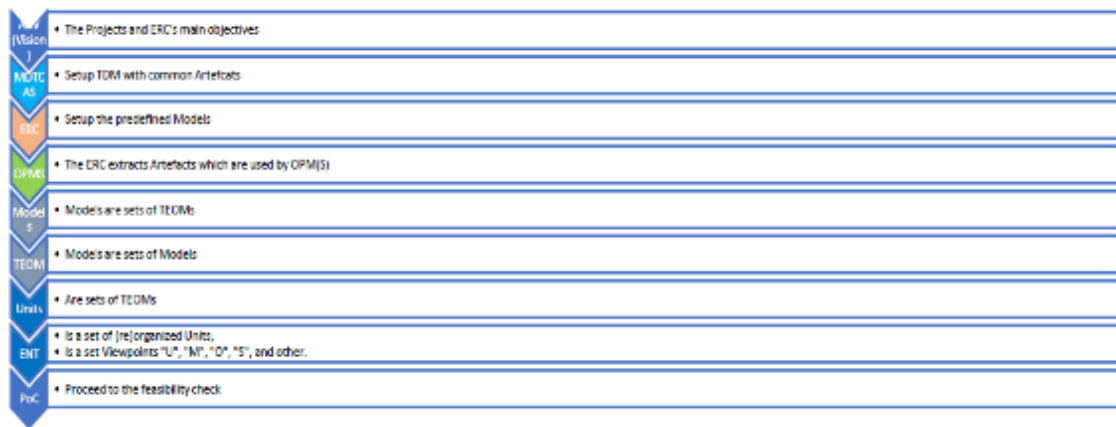 (Vision
)
• The Projects and ERC's main objectives
MDTC
AS
• Setup TDM with common Artefcats
ERC
• Setup the predefined Models
OPMS
• The ERC extracts Artefacts which are used by OPM(S)
Model
s
• Models are sets of TEOMs
TEOM
• Models are sets of Models
Units
• Are sets of TEOMs
ENT
• Is a set of [re]organized Units,
• Is a set Viewpoints "U", "M", "O", "S", and other.
PoC
• Proceed to the feasibility check